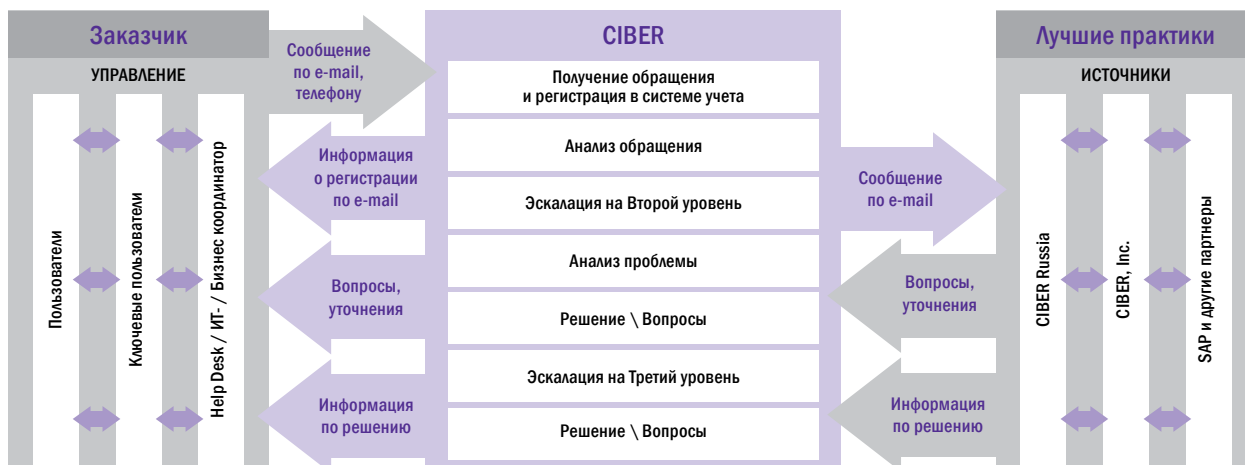 Заказчик
УПРАВЛЕНИЕ
Пользователи
Ключевые пользователи
Help Desk / ИТ- / Бизнес координатор
Сообщение
по e-mail,
телефону
Информация
о регистрации
по e-mail
Вопросы,
уточнения
Информация
по решению
CIBER
Получение обращения
и регистрация в системе учета
Анализ обращения
Эскалация на Второй уровень
Анализ проблемы
Решение \ Вопросы
Эскалация на Третий уровень
Решение \ Вопросы
Сообщение
по e-mail
Вопросы,
уточнения
Информация
по решению
Лучшие практики
ИСТОЧНИКИ
CIBER Russia
CIBER, Inc.
SAP и другие партнеры